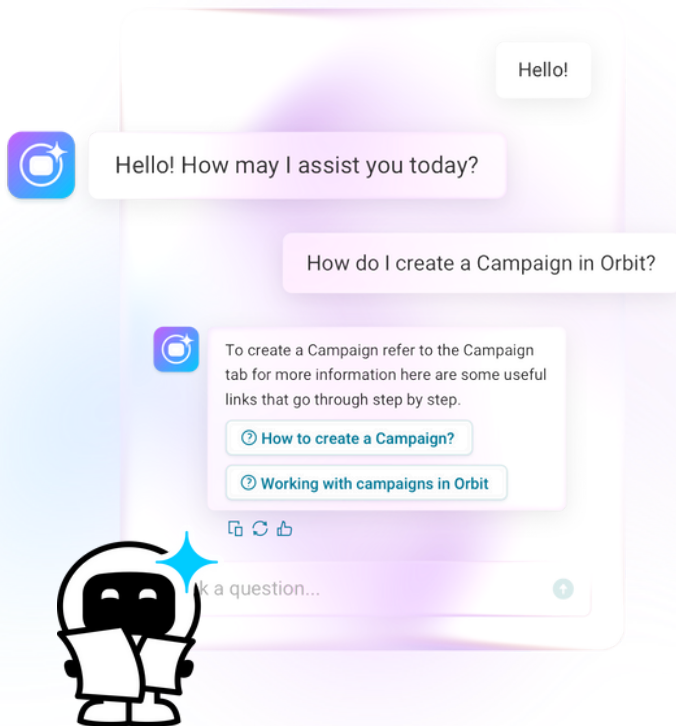 Hello!
Hello! How may I assist you today?
How do I create a Campaign in Orbit?
To create a Campaign refer to the Campaign
tab for more information here are some useful
links that go through step by step.
How to create a Campaign?
Working with campaigns in Orbit
k a question...